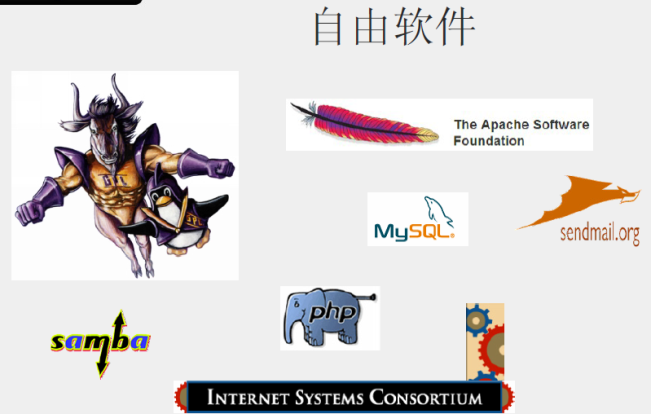 自由软件
The Apache Software
Foundation
MySQL®
sendmail.org
php
samba
INTERNET SYSTEMS CONSORTIUM